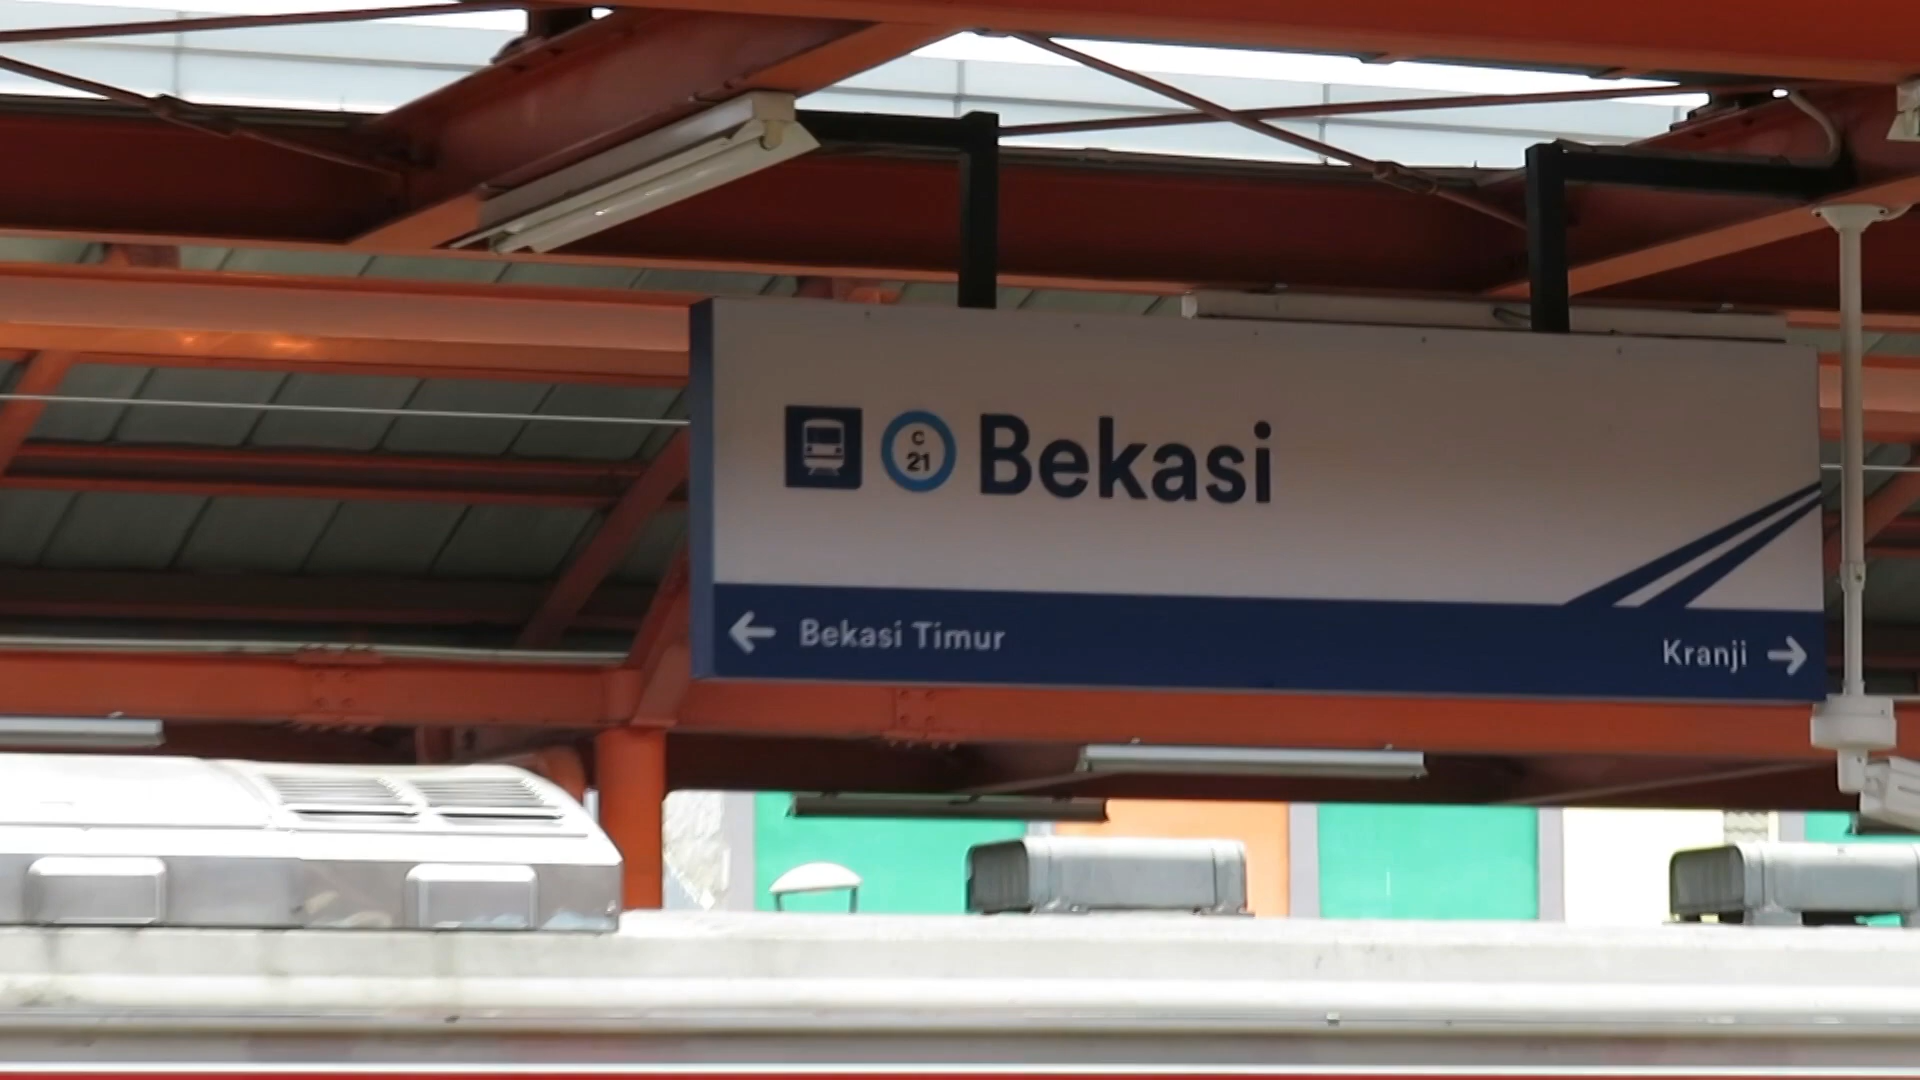 C
21
Bekasi
← Bekasi Timur
Kranji →